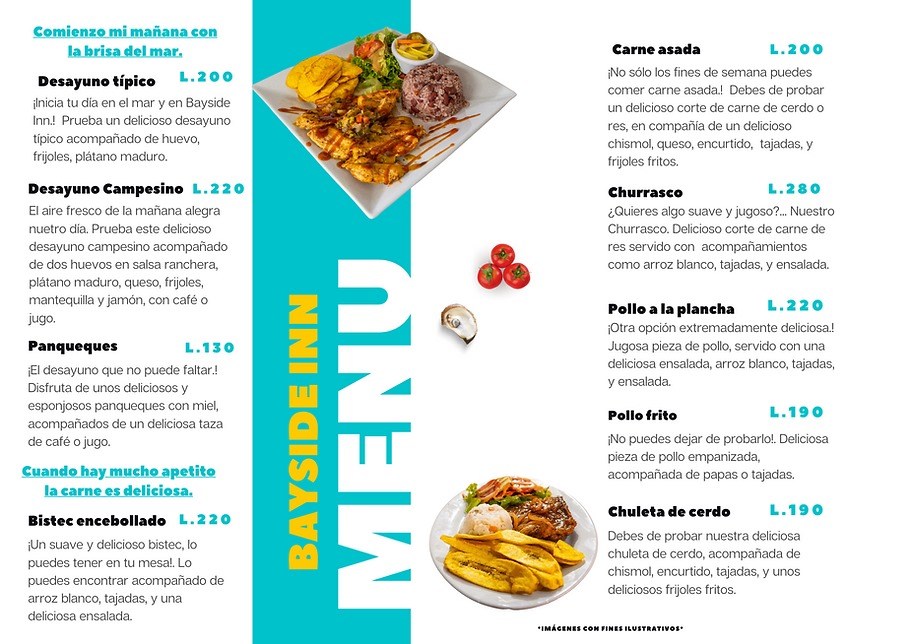 Comienzo mi mañana con
la brisa del mar.
Desayuno típico L.200
¡Inicia tu día en el mar y en Bayside
Inn.! Prueba un delicioso desayuno
típico acompañado de huevo,
frijoles, plátano maduro.
Desayuno Campesino L.220
El aire fresco de la mañana alegra
nuetro día. Prueba este delicioso
desayuno campesino acompañado
de dos huevos en salsa ranchera,
plátano maduro, queso, frijoles,
mantequilla y jamón, con café o
jugo.
Panqueques L.130
¡El desayuno que no puede faltar.!
Disfruta de unos deliciosos y
esponjosos panqueques con miel,
acompañados de un deliciosa taza
de café o jugo.
Cuando hay mucho apetito
la carne es deliciosa.
Bistec encebollado L.220
¡Un suave y delicioso bistec, lo
puedes tener en tu mesa!. Lo
puedes encontrar acompañado de
arroz blanco, tajadas, y una
deliciosa ensalada.
BAYSIDE INN
MENU
Carne asada L.200
¡No sólo los fines de semana puedes
comer carne asada.! Debes de probar
un delicioso corte de carne de cerdo o
res, en compañía de un delicioso
chismol, queso, encurtido, tajadas, y
frijoles fritos.
Churrasco L.280
¿Quieres algo suave y jugoso?... Nuestro
Churrasco. Delicioso corte de carne de
res servido con acompañamientos
como arroz blanco, tajadas, y ensalada.
Pollo a la plancha L.220
¡Otra opción extremadamente deliciosa.!
Jugosa pieza de pollo, servido con una
deliciosa ensalada, arroz blanco, tajadas,
y ensalada.
Pollo frito L.190
¡No puedes dejar de probarlo!. Deliciosa
pieza de pollo empanizada,
acompañada de papas o tajadas.
Chuleta de cerdo L.190
Debes de probar nuestra deliciosa
chuleta de cerdo, acompañada de
chismol, encurtido, tajadas, y unos
deliciosos frijoles fritos.
*IMÁGENES CON FINES ILUSTRATIVOS*